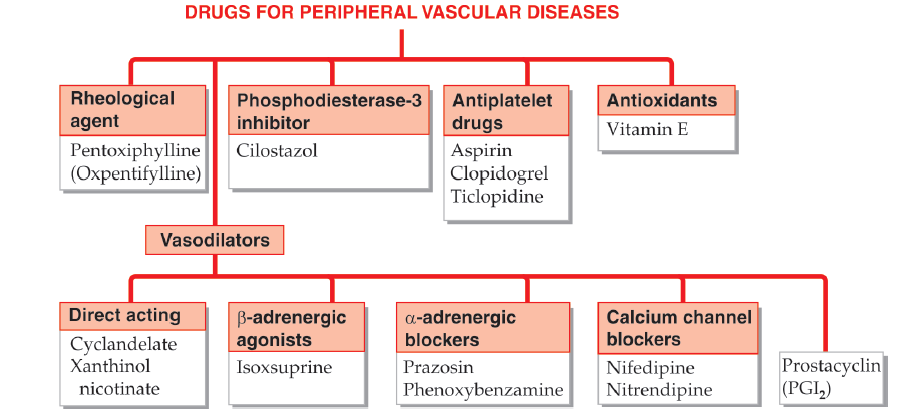 DRUGS FOR PERIPHERAL VASCULAR DISEASES
Rheological
agent
Pentoxiphylline
(Oxpentifylline)
Phosphodiesterase-3
inhibitor
Cilostazol
Antiplatelet
drugs
Aspirin
Clopidogrel
Ticlopidine
Antioxidants
Vitamin E
Vasodilators
Direct acting
Cyclandelate
Xanthinol
nicotinate
β-adrenergic
agonists
Isoxsuprine
α-adrenergic
blockers
Prazosin
Phenoxybenzamine
Calcium channel
blockers
Nifedipine
Nitrendipine
Prostacyclin
(PGI₂)